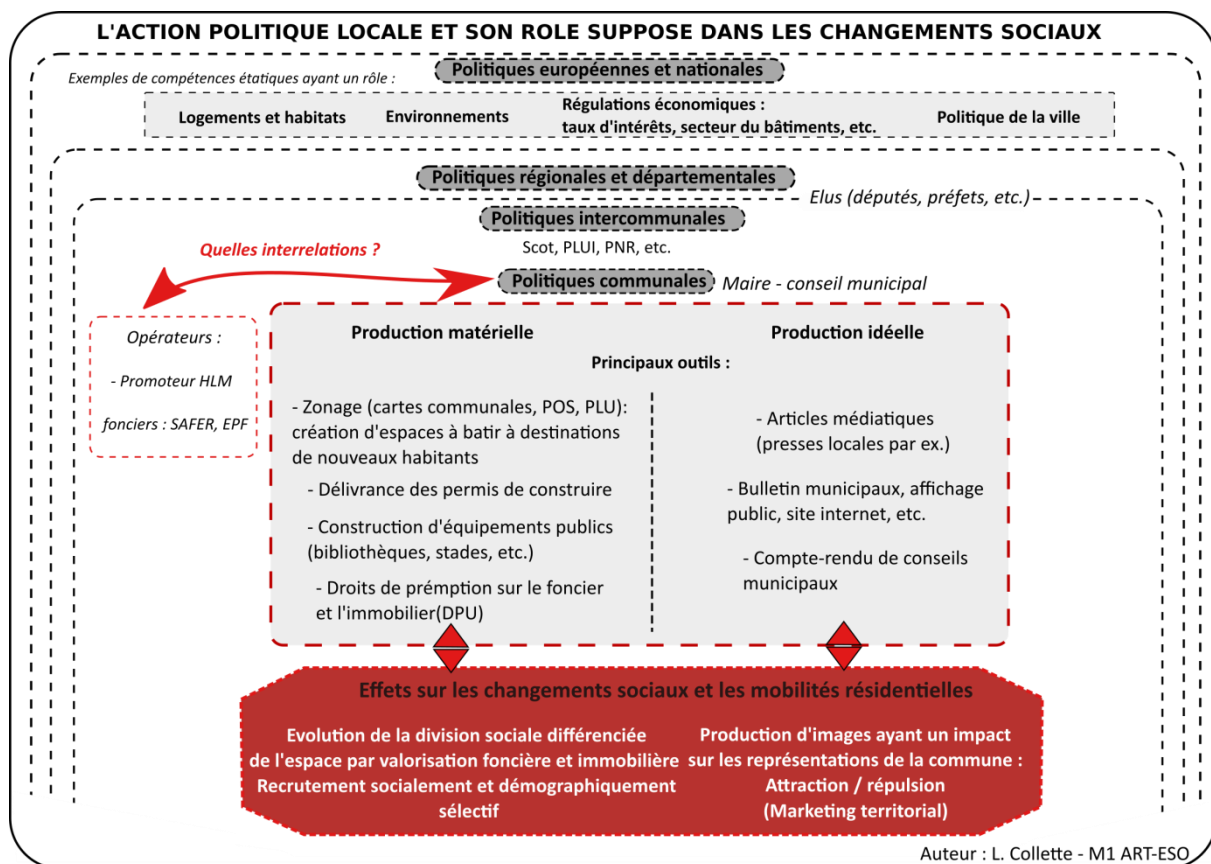 L'ACTION POLITIQUE LOCALE ET SON ROLE SUPPOSE DANS LES CHANGEMENTS SOCIAUX
Politiques européennes et nationales
Exemples de compétences étatiques ayant un rôle :
Logements et habitats
Environnements
Régulations économiques :
taux d'intérêts, secteur du bâtiments, etc.
Politique de la ville
Politiques régionales et départementales
Elus (députés, préfets, etc.)
Politiques intercommunales
Scot, PLUI, PNR, etc.
Quelles interrelations ?
Politiques communales
Maire - conseil municipal
Opérateurs :
- Promoteur HLM
fonciers : SAFER, EPF
Production matérielle
Production idéelle
Principaux outils :
- Zonage (cartes communales, POS, PLU):
création d'espaces à batir à destinations
de nouveaux habitants
- Délivrance des permis de construire
- Construction d'équipements publics
(bibliothèques, stades, etc.)
- Droits de prémption sur le foncier
et l'immobilier(DPU)
- Articles médiatiques
(presses locales par ex.)
- Bulletin municipaux, affichage
public, site internet, etc.
- Compte-rendu de conseils
municipaux
Effets sur les changements sociaux et les mobilités résidentielles
Evolution de la division sociale différenciée
de l'espace par valorisation foncière et immobilière
Recrutement socialement et démographiquement
sélectif
Production d'images ayant un impact
sur les représentations de la commune :
Attraction / répulsion
(Marketing territorial)
Auteur : L. Collette - M1 ART-ESO